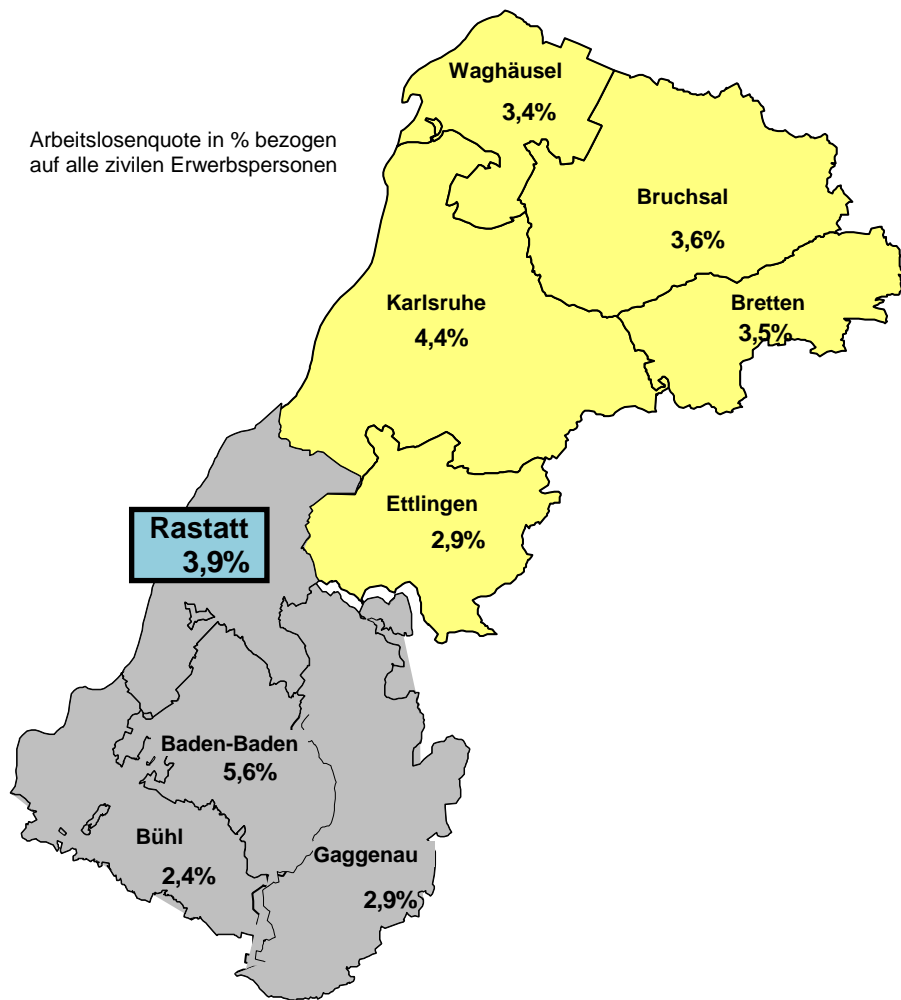 Waghäusel
3,4%
Arbeitslosenquote in % bezogen
auf alle zivilen Erwerbspersonen
Bruchsal
3,6%
Karlsruhe
4,4%
Bretten
3,5%
Ettlingen
2,9%
Rastatt
3,9%
Baden-Baden
5,6%
Bühl
2,4%
Gaggenau
2,9%